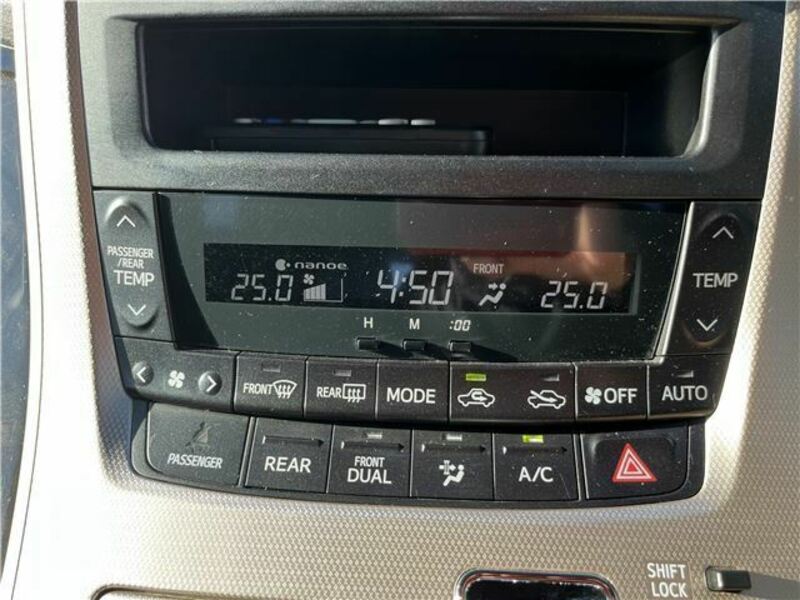 PASSENGER
/REAR
TEMP
nanoe
25.0
4:50
FRONT
25.0
TEMP
H M :00
FRONT
REAR
MODE
OFF
AUTO
PASSENGER
REAR
FRONT
DUAL
A/C
SHIFT
LOCK